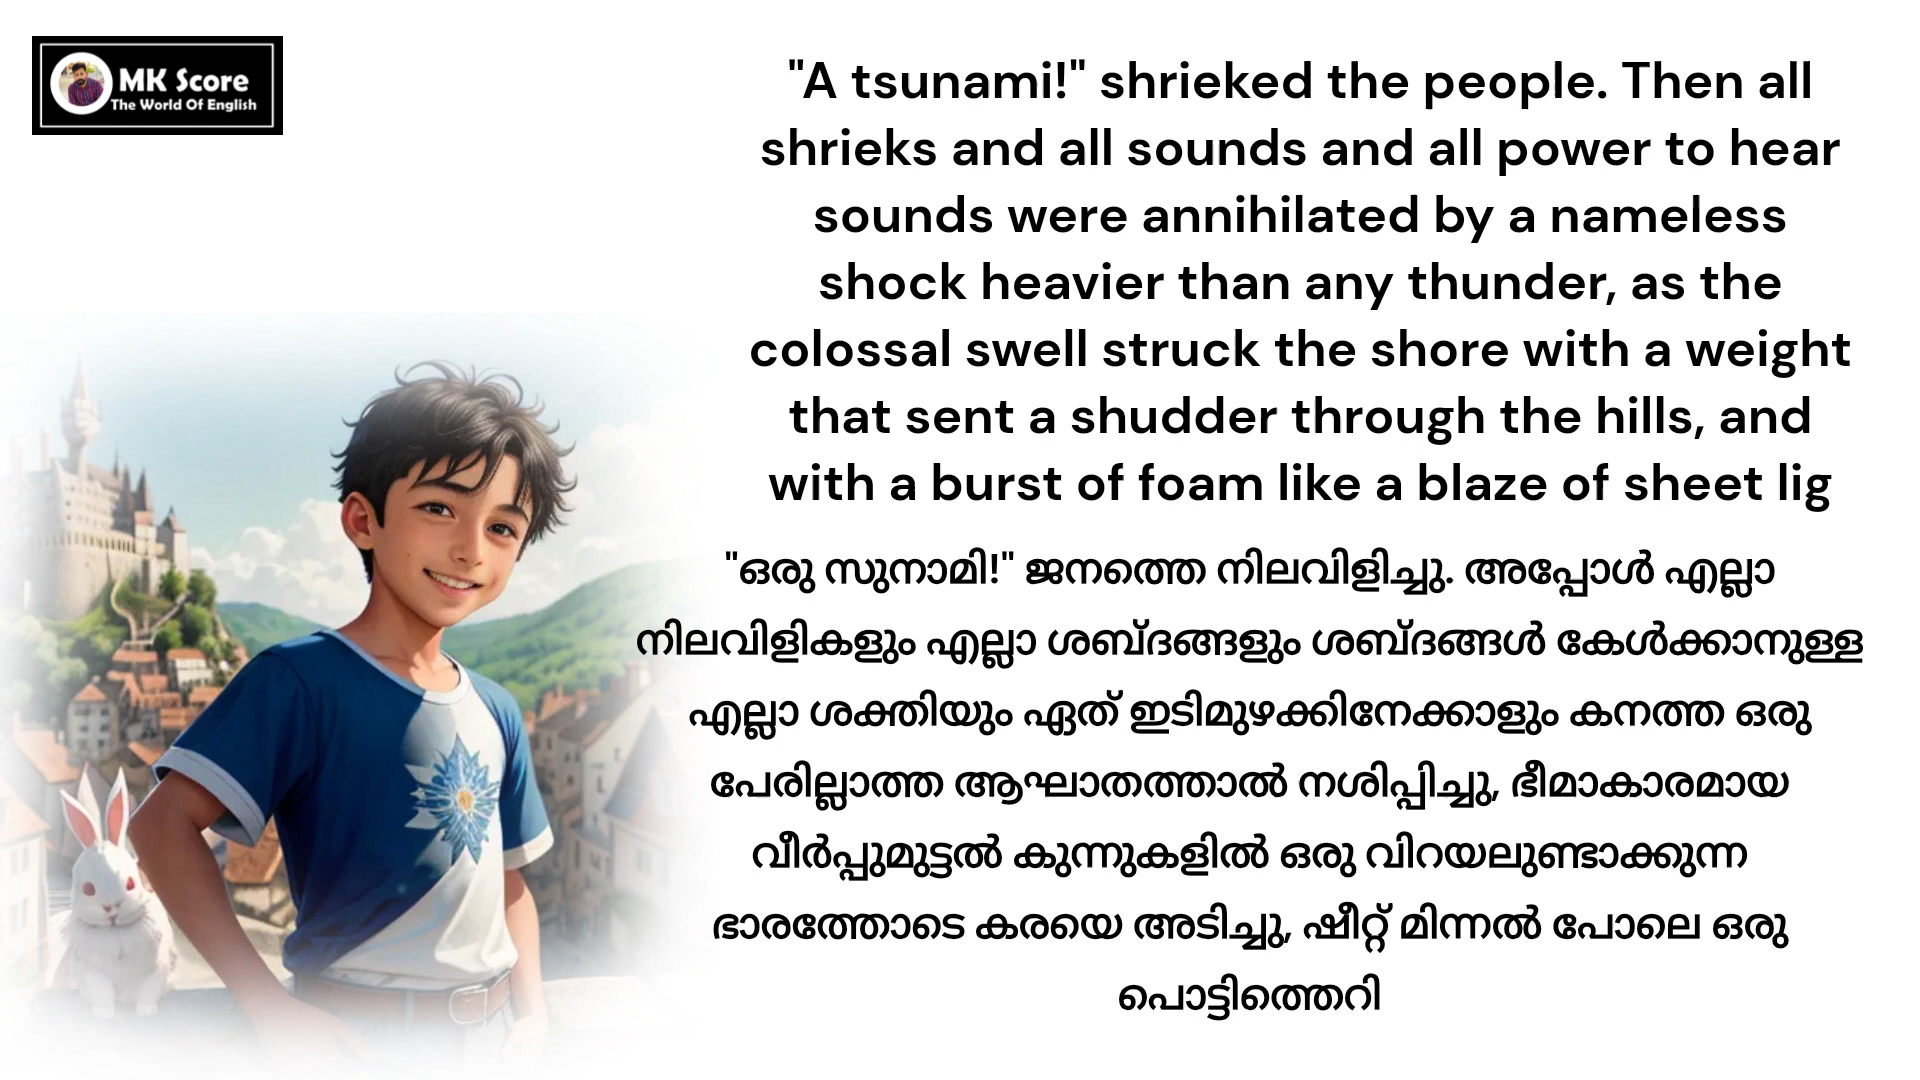 MK Score
The World Of English
"A tsunami!" shrieked the people. Then all
shrieks and all sounds and all power to hear
sounds were annihilated by a nameless
shock heavier than any thunder, as the
colossal swell struck the shore with a weight
that sent a shudder through the hills, and
with a burst of foam like a blaze of sheet lig
"ഒരു സുനാമി!" ജനത്തെ നിലവിളിച്ചു. അപ്പോൾ എല്ലാ
നിലവിളികളും എല്ലാ ശബ്ദങ്ങളും ശബ്ദങ്ങൾ കേൾക്കാനുള്ള
എല്ലാ ശക്തിയും ഏത് ഇടിമുഴക്കിനേക്കാളും കനത്ത ഒരു
പേരില്ലാത്ത ആഘാതത്താൽ നശിപ്പിച്ചു, ഭീമാകാരമായ
വീർപ്പുമുട്ടൽ കുന്നുകളിൽ ഒരു വിറയലുണ്ടാക്കുന്ന
ഭാരത്തോടെ കരയെ അടിച്ചു, ഷീറ്റ് മിന്നൽ പോലെ ഒരു
പൊട്ടിത്തെറി